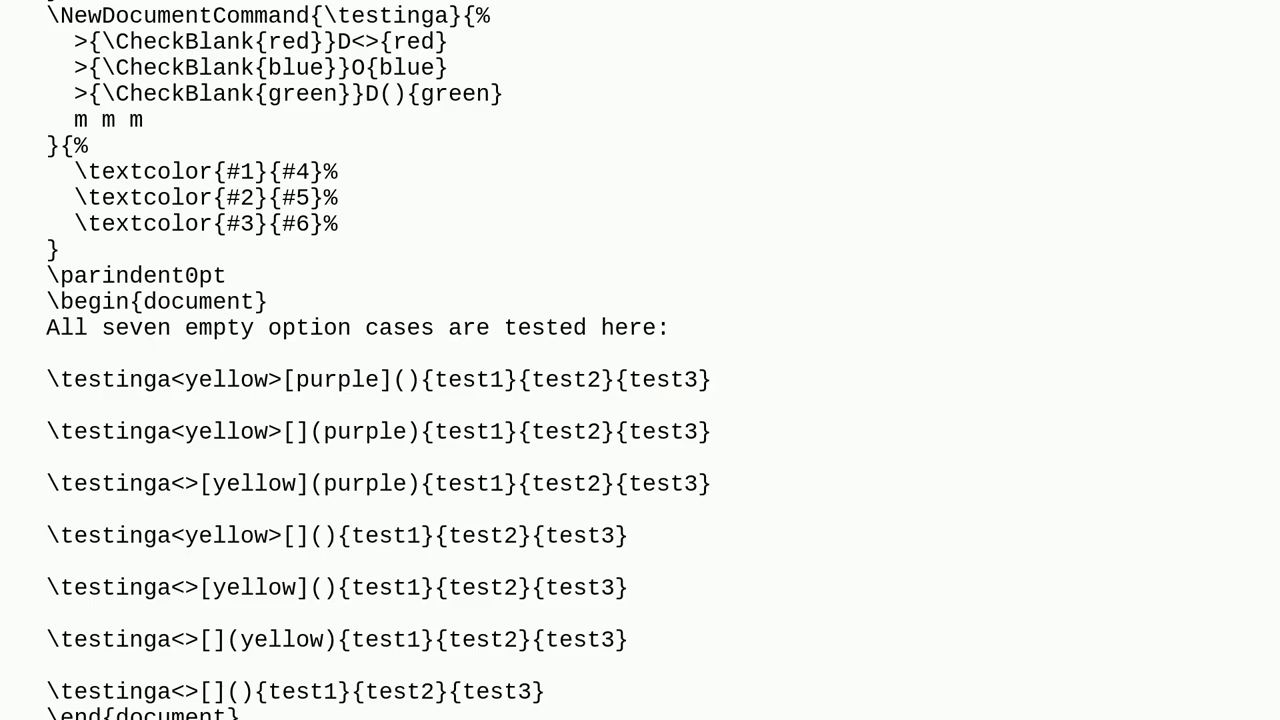 \NewDocumentCommand{\testinga}{%
  >{\CheckBlank{red}}D<>{red}
  >{\CheckBlank{blue}}O{blue}
  >{\CheckBlank{green}}D(){green}
  m m m
}{%
  \textcolor{#1}{#4}%
  \textcolor{#2}{#5}%
  \textcolor{#3}{#6}%
}
\parindent0pt
\begin{document}
All seven empty option cases are tested here:

\testinga<yellow>[purple](){test1}{test2}{test3}

\testinga<yellow>[](purple){test1}{test2}{test3}

\testinga<>[yellow](purple){test1}{test2}{test3}

\testinga<yellow>[](){test1}{test2}{test3}

\testinga<>[yellow](){test1}{test2}{test3}

\testinga<>[](yellow){test1}{test2}{test3}

\testinga<>[](){test1}{test2}{test3}
\end{document}